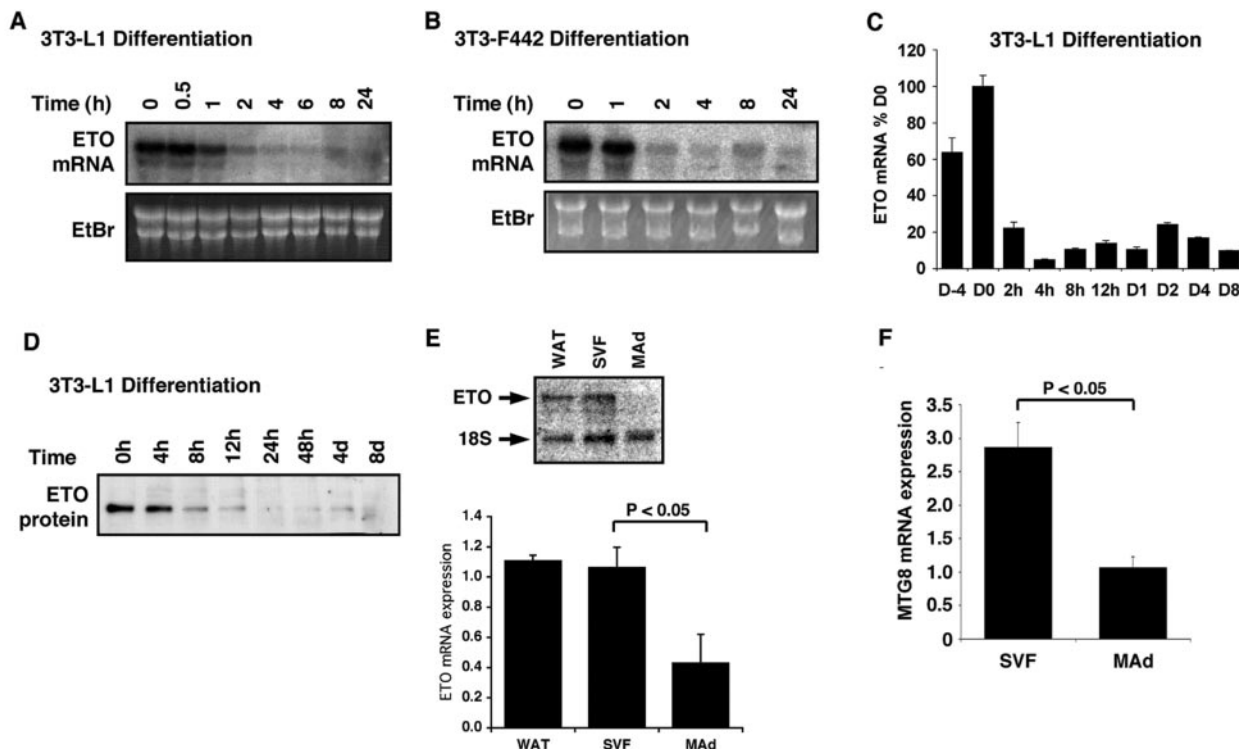 A
3T3-L1 Differentiation
Time (h) 0 0.5 1 2 4 6 8 24
ETO
mRNA
EtBr
B
3T3-F442 Differentiation
Time (h) 0 1 2 4 8 24
ETO
mRNA
EtBr
C
3T3-L1 Differentiation
ETO mRNA % D0
120
100
80
60
40
20
0
D-4 D0 2h 4h 8h 12h D1 D2 D4 D8
D
3T3-L1 Differentiation
Time 0h 4h 8h 12h 24h 48h 4d 8d
ETO
protein
E
WAT SVF MAd
ETO
18S
P < 0.05
ETO mRNA expression
1.4
1.2
1.0
0.8
0.6
0.4
0.2
0.0
WAT SVF MAd
F
P < 0.05
MTG8 mRNA expression
3.5
3.0
2.5
2.0
1.5
1.0
0.5
0
SVF MAd